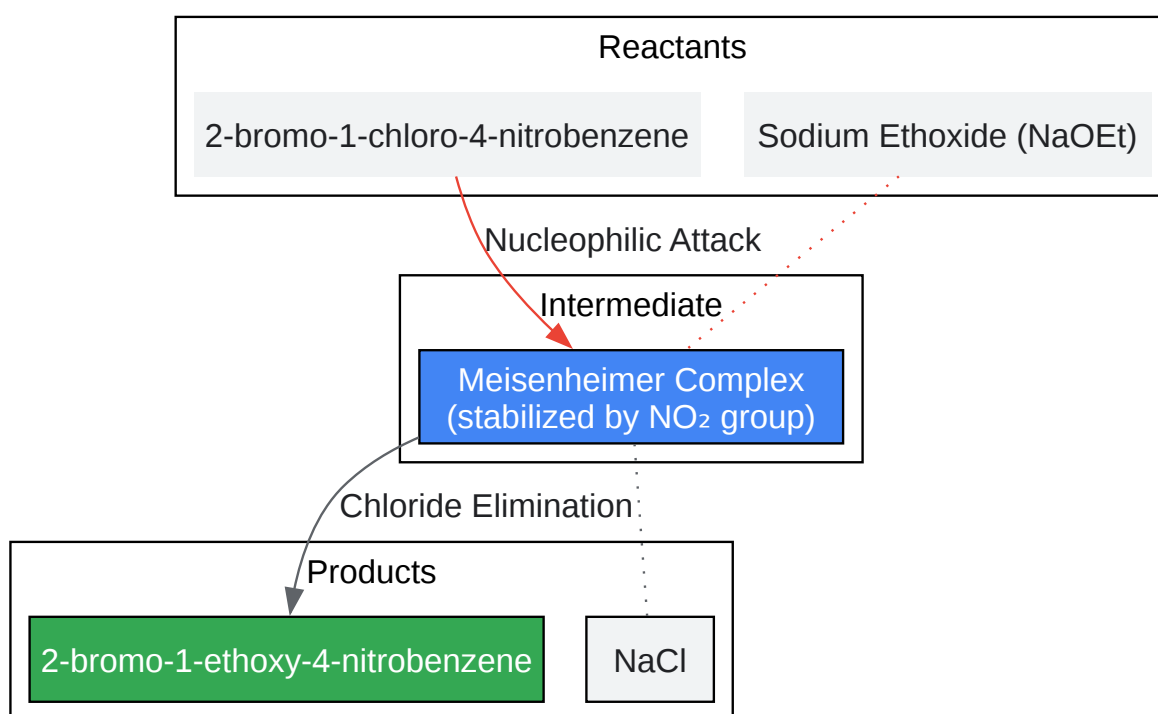 Reactants
2-bromo-1-chloro-4-nitrobenzene
Sodium Ethoxide (NaOEt)
Nucleophilic Attack
Intermediate
Meisenheimer Complex
(stabilized by NO₂ group)
Chloride Elimination
Products
2-bromo-1-ethoxy-4-nitrobenzene
NaCl